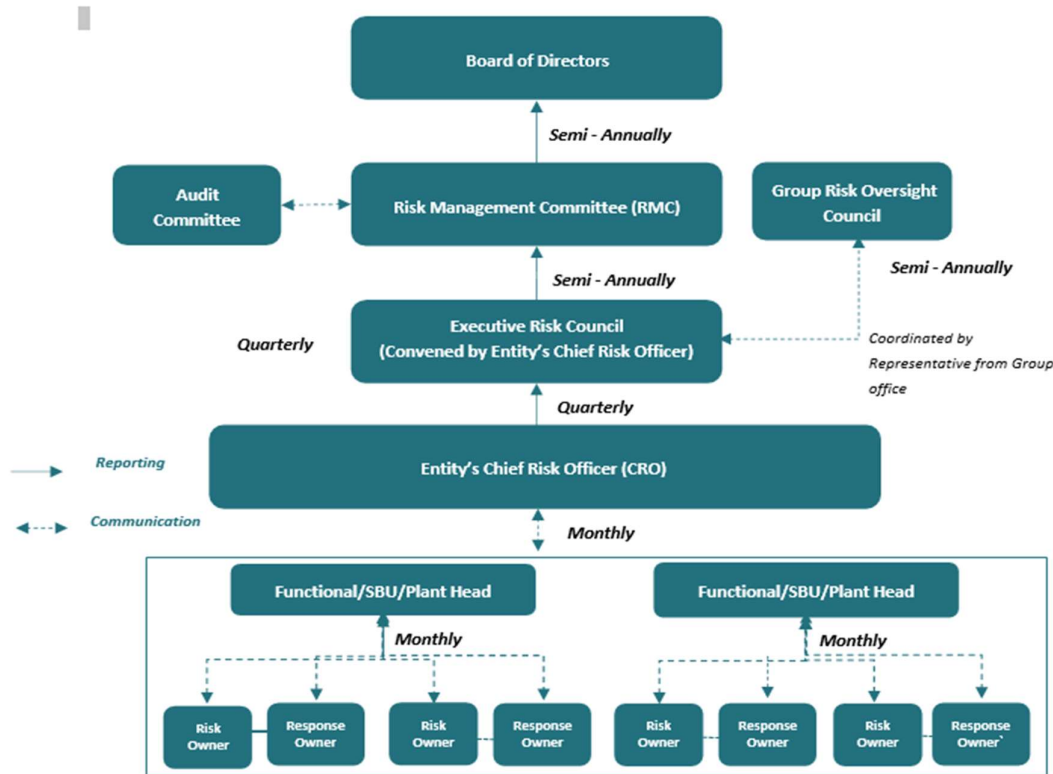 Board of Directors
Semi - Annually
Audit
Committee
Risk Management Committee (RMC)
Group Risk Oversight
Council
Semi - Annually
Semi - Annually
Quarterly
Executive Risk Council
(Convened by Entity's Chief Risk Officer)
Coordinated by
Representative from Group
office
Quarterly
Entity's Chief Risk Officer (CRO)
Reporting
Communication
Monthly
Functional/SBU/Plant Head
Functional/SBU/Plant Head
Monthly
Monthly
Risk
Owner
Response
Owner
Risk
Owner
Response
Owner
Risk
Owner
Response
Owner
Risk
Owner
Response
Owner`